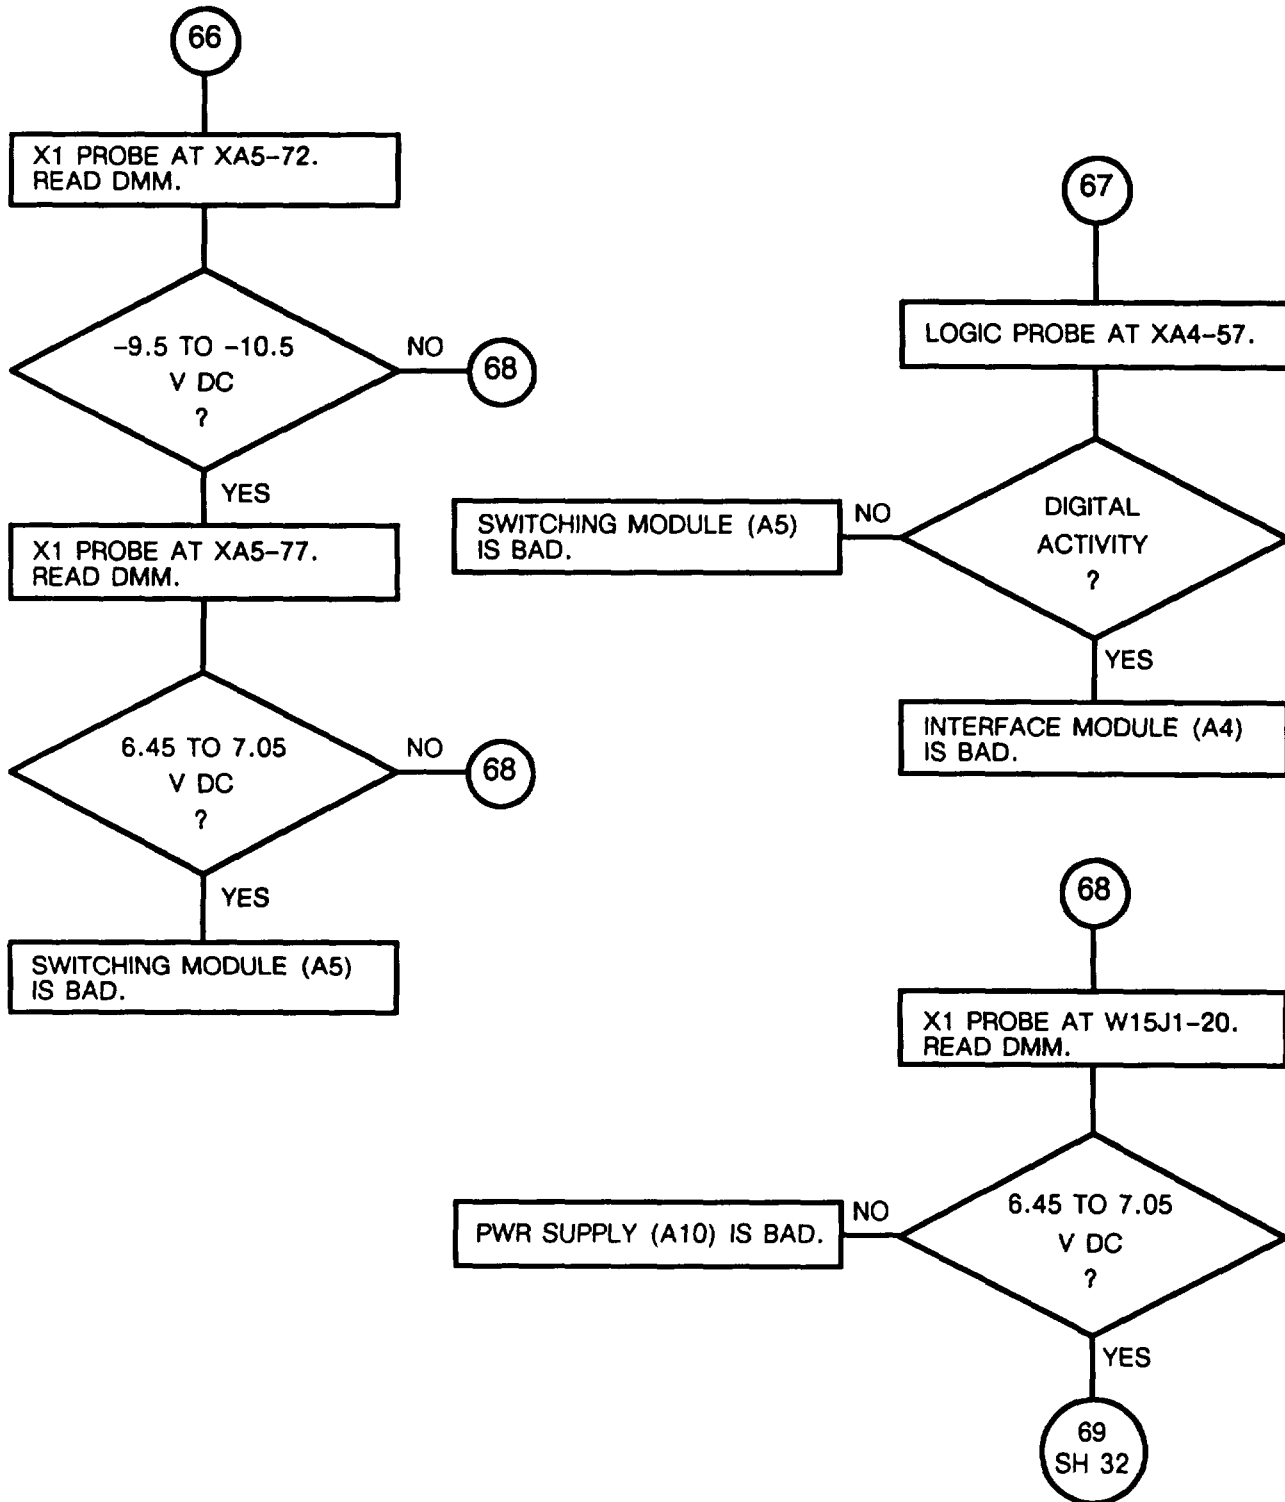 66
X1 PROBE AT XA5-72.
READ DMM.
-9.5 TO -10.5
V DC
?
NO
68
YES
X1 PROBE AT XA5-77.
READ DMM.
6.45 TO 7.05
V DC
?
NO
68
YES
SWITCHING MODULE (A5)
IS BAD.
67
LOGIC PROBE AT XA4-57.
DIGITAL
ACTIVITY
?
NO
SWITCHING MODULE (A5)
IS BAD.
YES
INTERFACE MODULE (A4)
IS BAD.
68
X1 PROBE AT W15J1-20.
READ DMM.
6.45 TO 7.05
V DC
?
NO
PWR SUPPLY (A10) IS BAD.
YES
69
SH 32